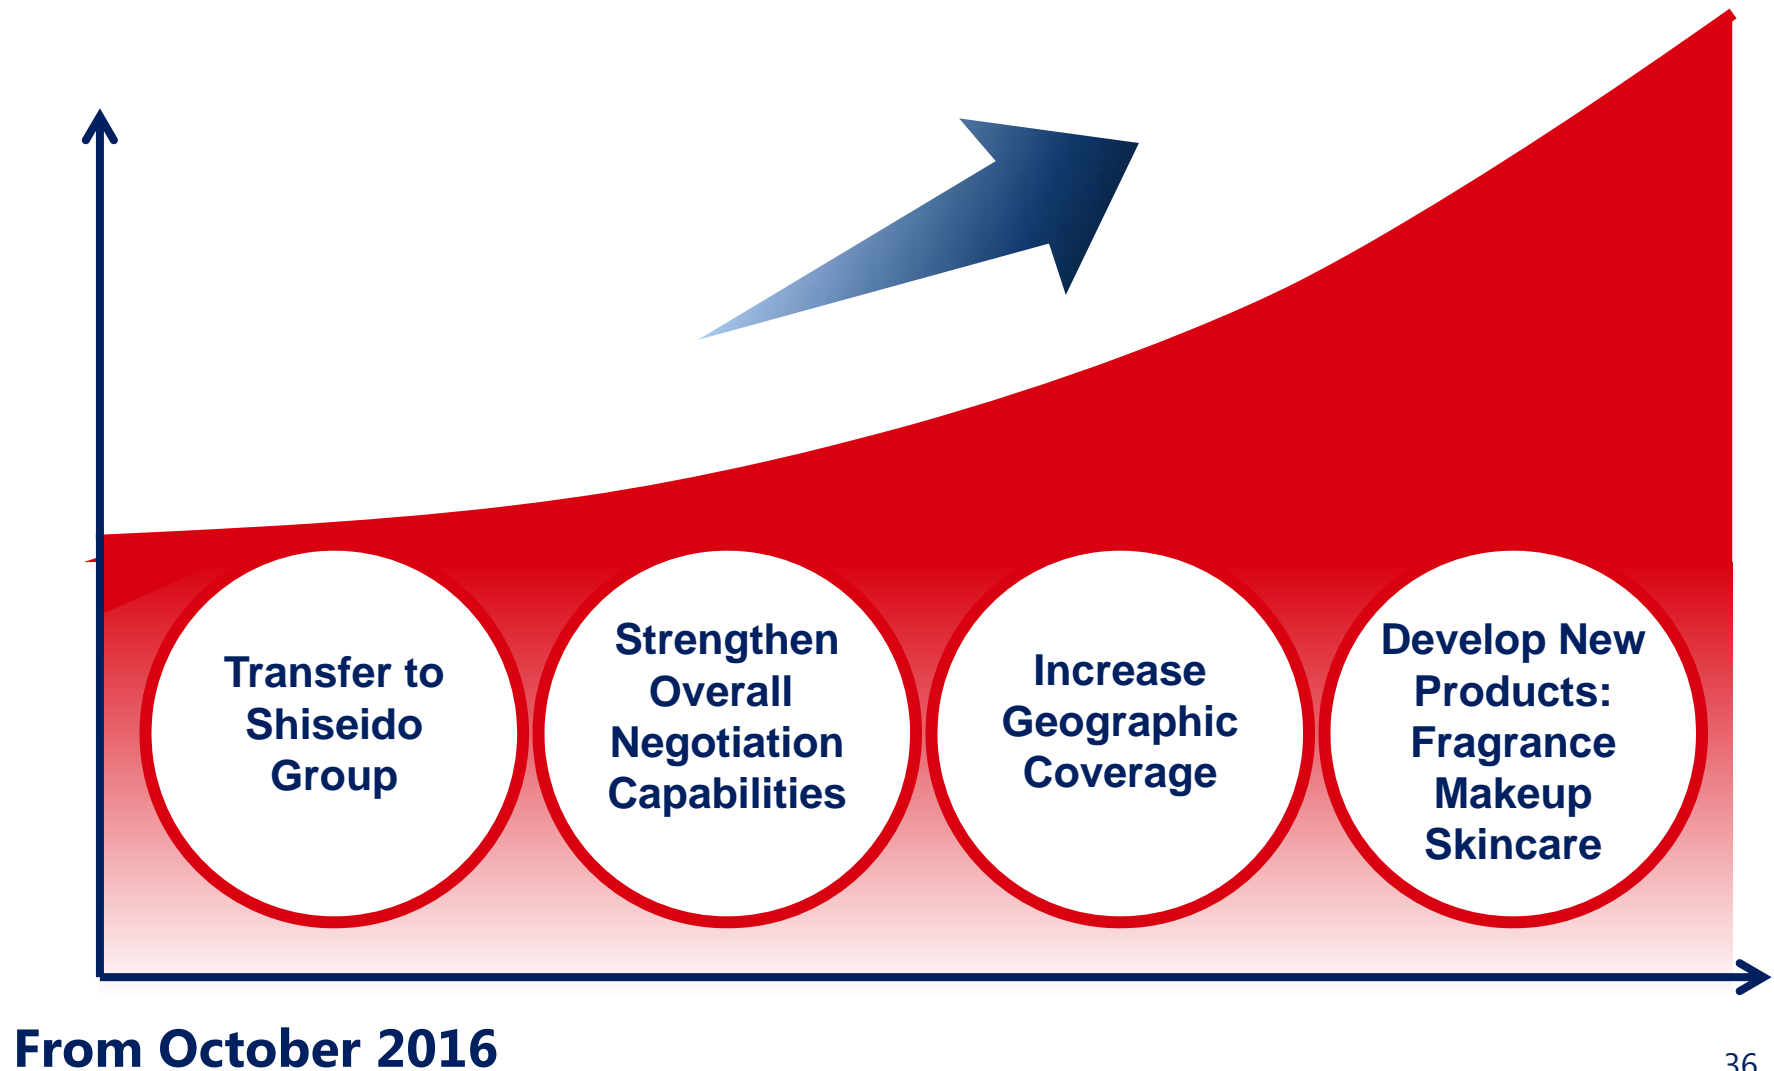 Transfer to
Shiseido
Group
Strengthen
Overall
Negotiation
Capabilities
Increase
Geographic
Coverage
Develop New
Products:
Fragrance
Makeup
Skincare
From October 2016
36